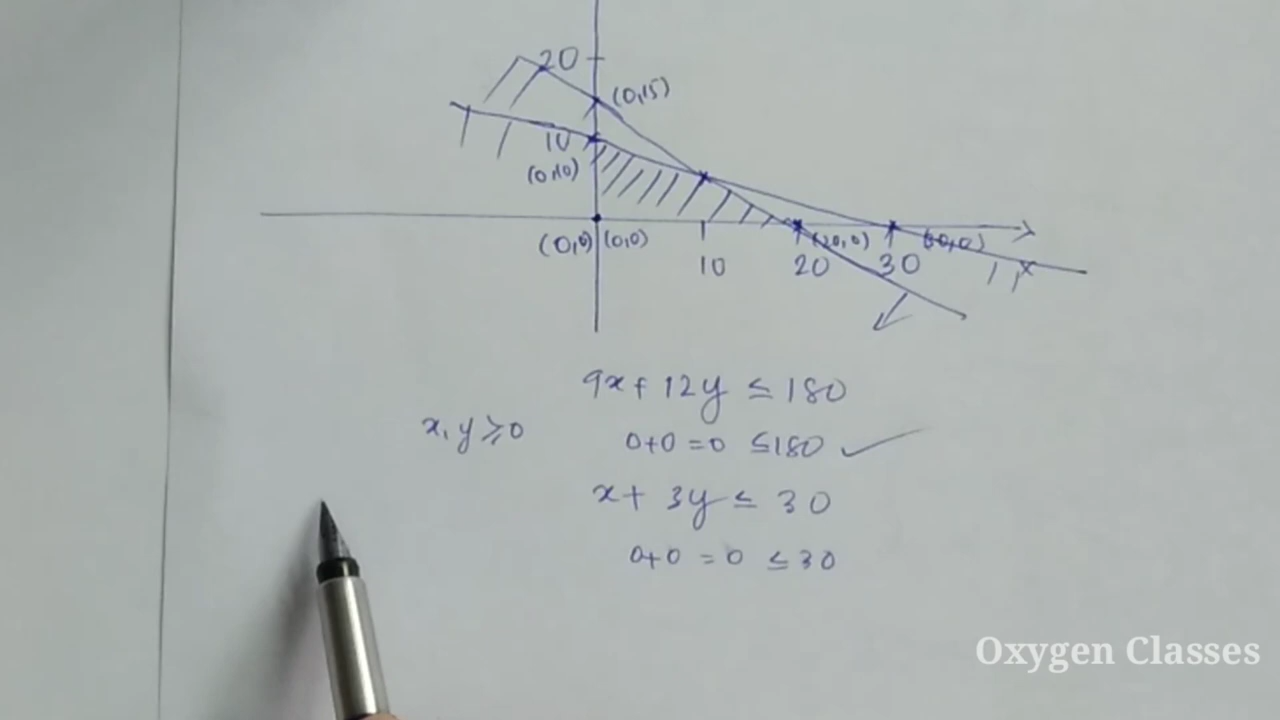 20
(0,15)
10
(0,10)
(0,0) (0,0) (20,0) (30,0)
10 20 30
9x+ 12y ≤ 180
x, y ≥ 0
0+0 = 0 ≤ 180 ✓
x+ 3y ≤ 30
0+0 = 0 ≤ 30
Oxygen Classes